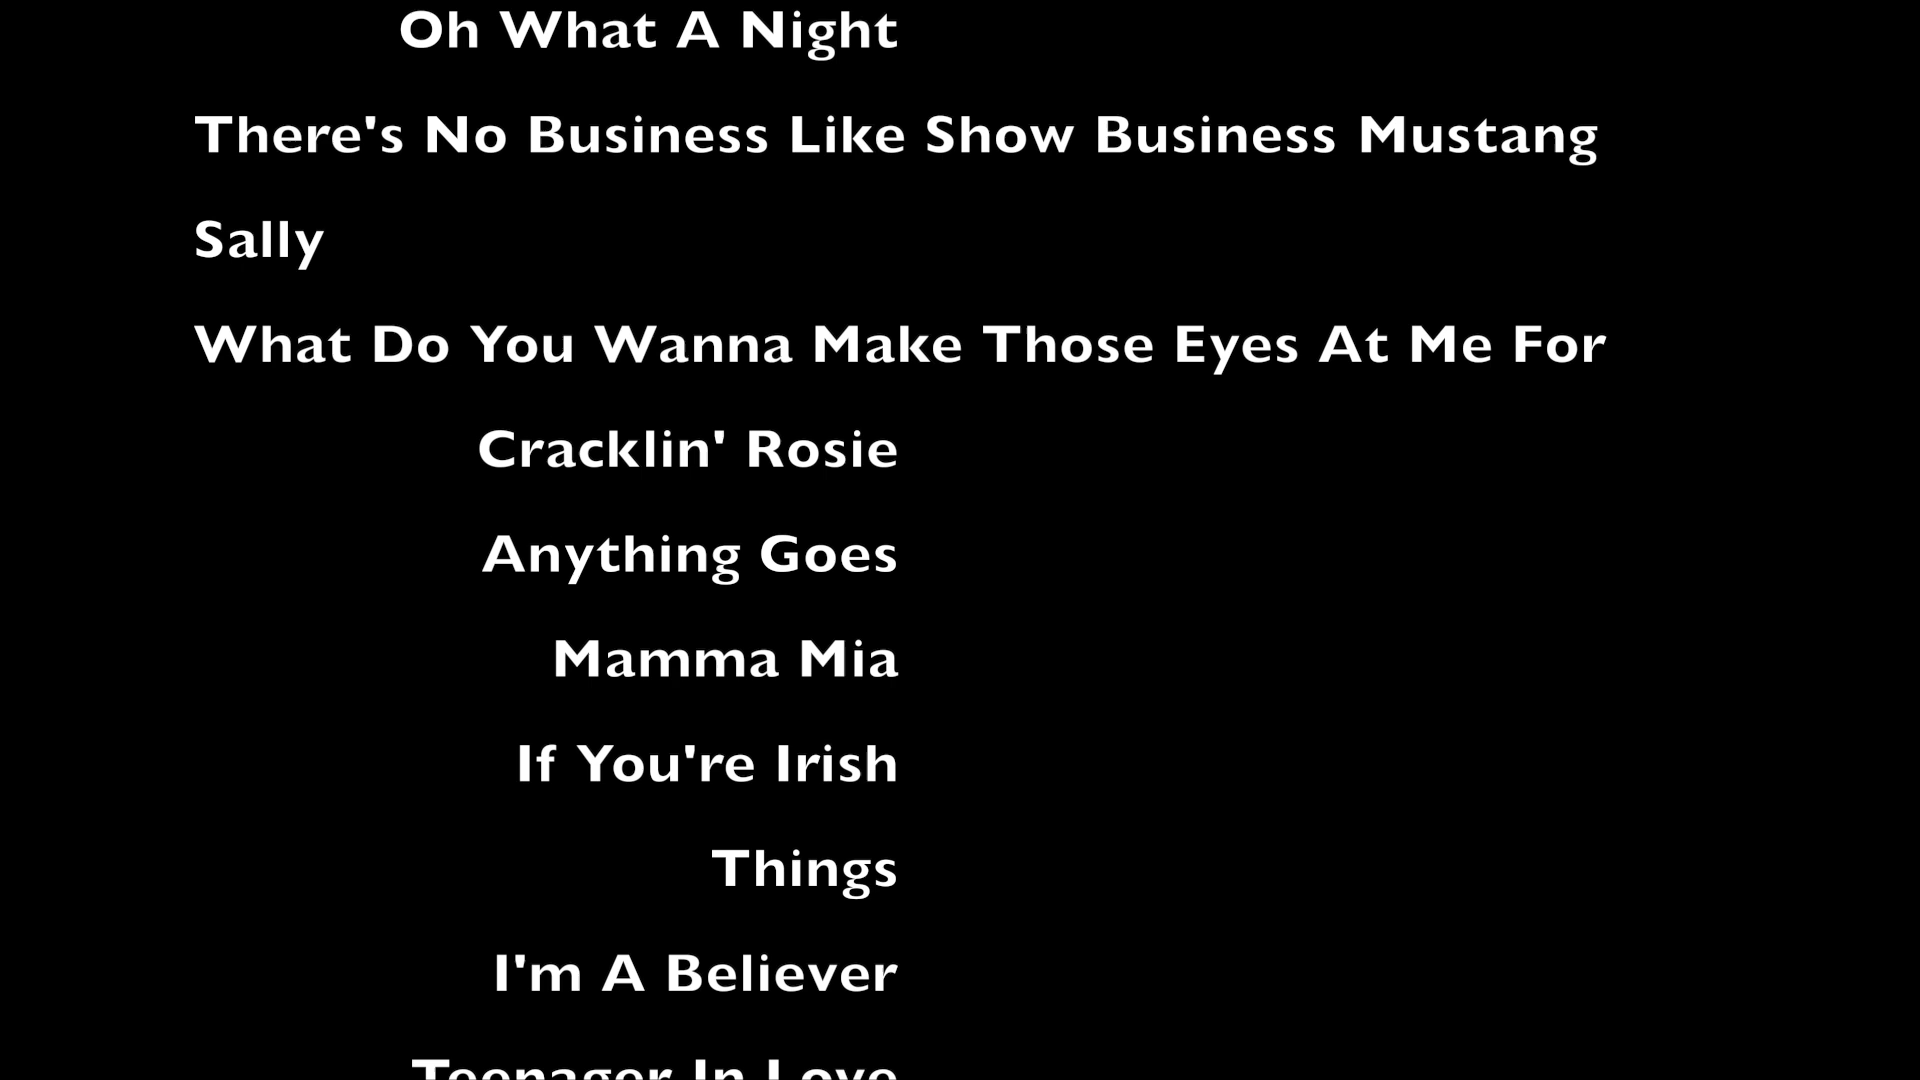 Oh What A Night
There's No Business Like Show Business Mustang
Sally
What Do You Wanna Make Those Eyes At Me For
Cracklin' Rosie
Anything Goes
Mamma Mia
If You're Irish
Things
I'm A Believer
Teenager In Love